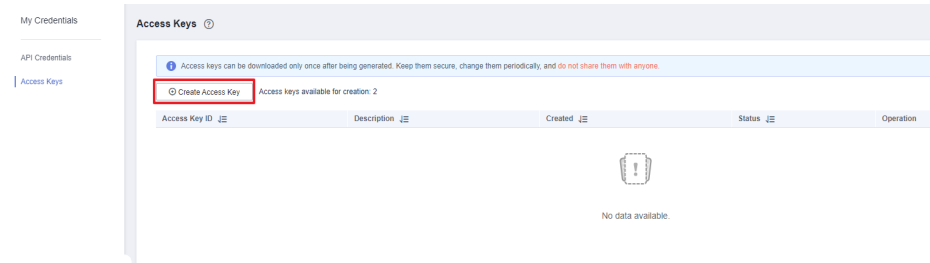 My Credentials
Access Keys
API Credentials
Access Keys
Access keys can be downloaded only once after being generated. Keep them secure, change them periodically, and do not share them with anyone.
Create Access Key Access keys available for creation: 2
Access Key ID Description Created Status Operation
No data available.